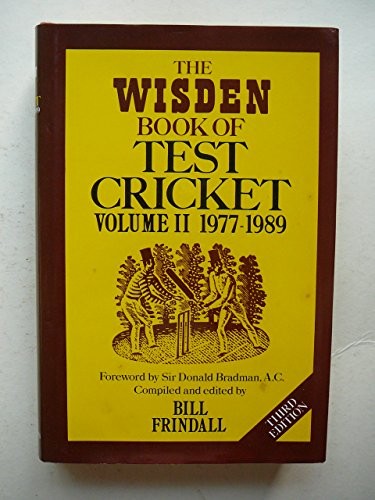 THE
WISDEN
BOOK OF
TEST
CRICKET
VOLUME II 1977-1989
Foreword by Sir Donald Bradman, A.C.
Compiled and edited by
BILL
FRINDALL
THIRD
EDITION